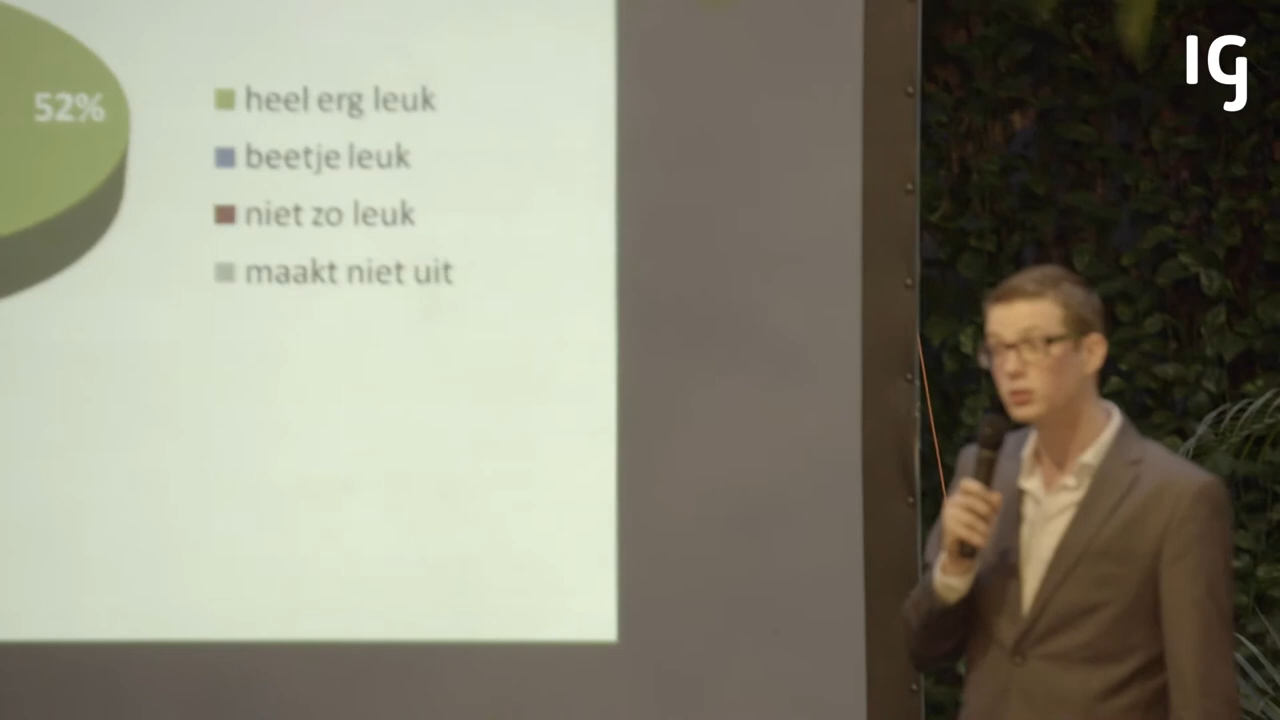 IG
52%
heel erg leuk
beetje leuk
niet zo leuk
maakt niet uit